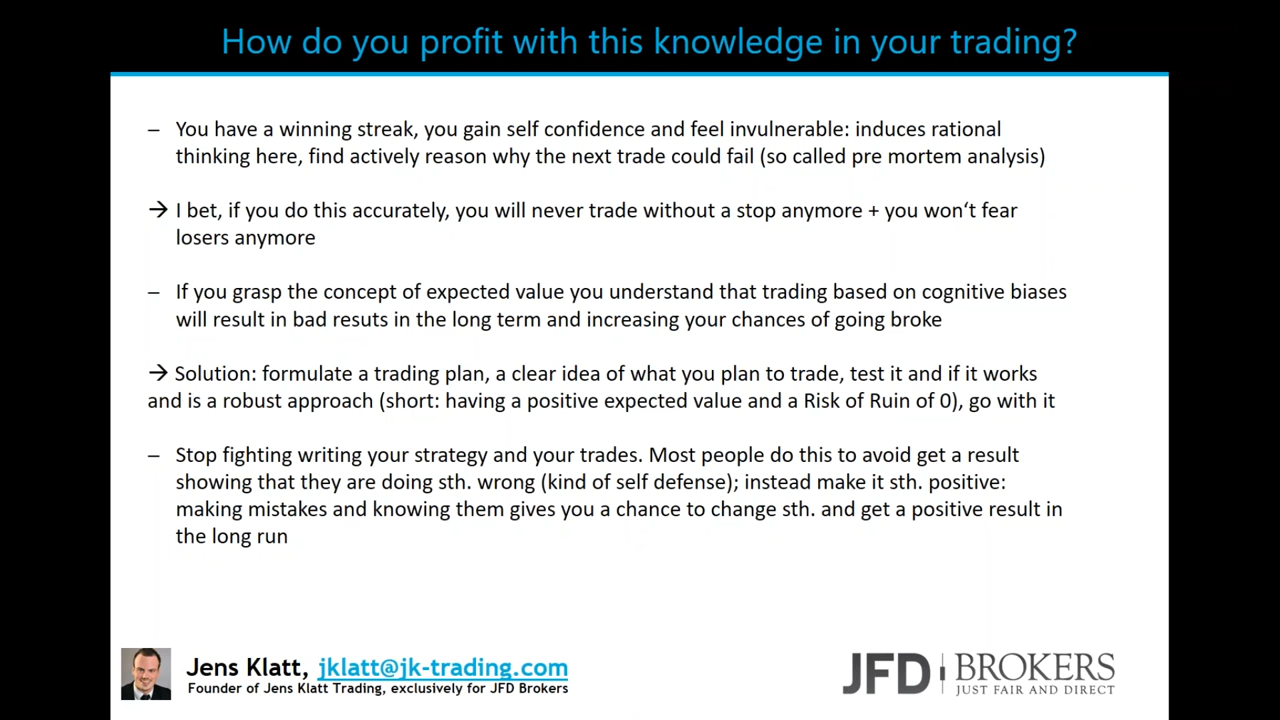 How do you profit with this knowledge in your trading?
– You have a winning streak, you gain self confidence and feel invulnerable: induces rational
thinking here, find actively reason why the next trade could fail (so called pre mortem analysis)
→ I bet, if you do this accurately, you will never trade without a stop anymore + you won‘t fear
losers anymore
– If you grasp the concept of expected value you understand that trading based on cognitive biases
will result in bad resuts in the long term and increasing your chances of going broke
→ Solution: formulate a trading plan, a clear idea of what you plan to trade, test it and if it works
and is a robust approach (short: having a positive expected value and a Risk of Ruin of 0), go with it
– Stop fighting writing your strategy and your trades. Most people do this to avoid get a result
showing that they are doing sth. wrong (kind of self defense); instead make it sth. positive:
making mistakes and knowing them gives you a chance to change sth. and get a positive result in
the long run
Jens Klatt, jklatt@jk-trading.com
Founder of Jens Klatt Trading, exclusively for JFD Brokers
JFD BROKERS
JUST FAIR AND DIRECT